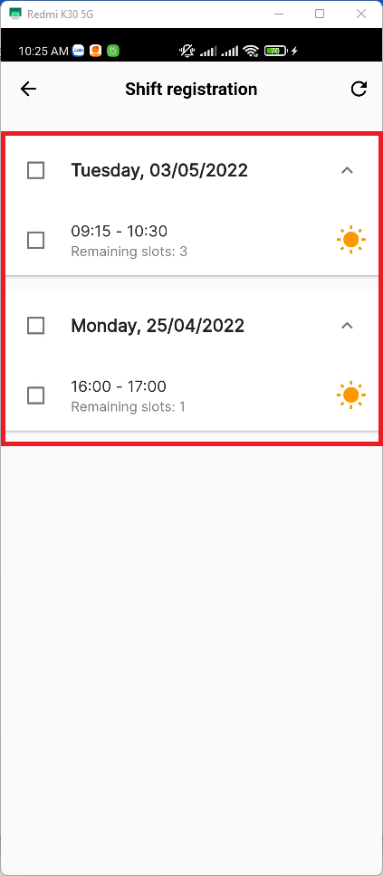 Redmi K30 5G
10:25 AM
70
Shift registration
Tuesday, 03/05/2022
09:15 - 10:30
Remaining slots: 3
Monday, 25/04/2022
16:00 - 17:00
Remaining slots: 1